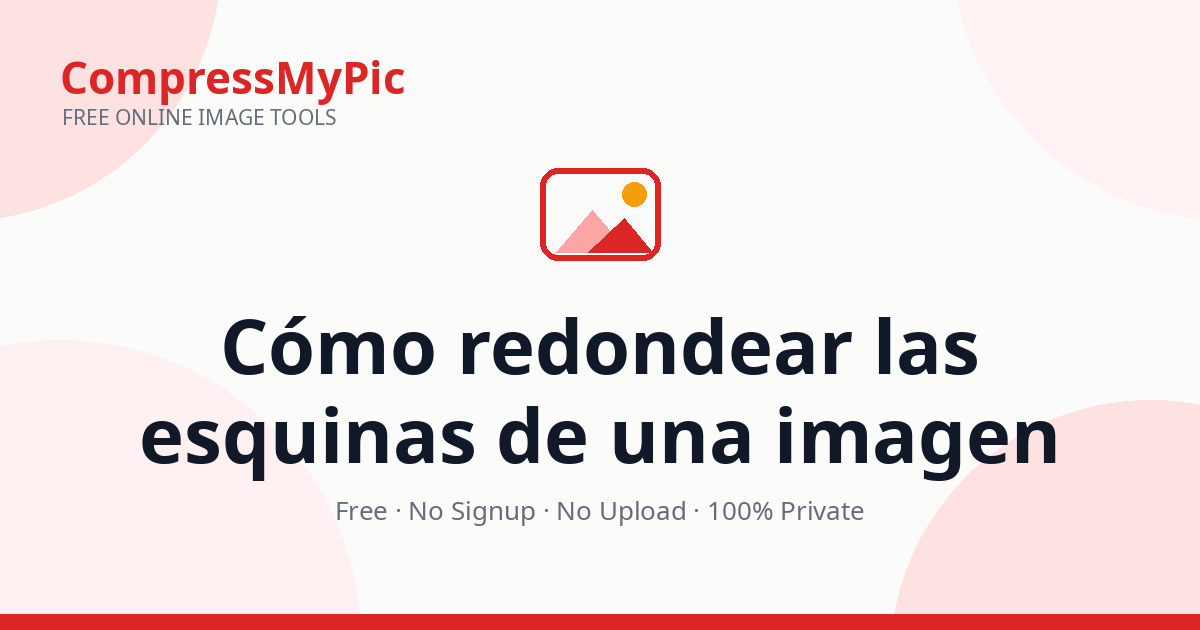 CompressMyPic
FREE ONLINE IMAGE TOOLS
Cómo redondear las
esquinas de una imagen
Free · No Signup · No Upload · 100% Private